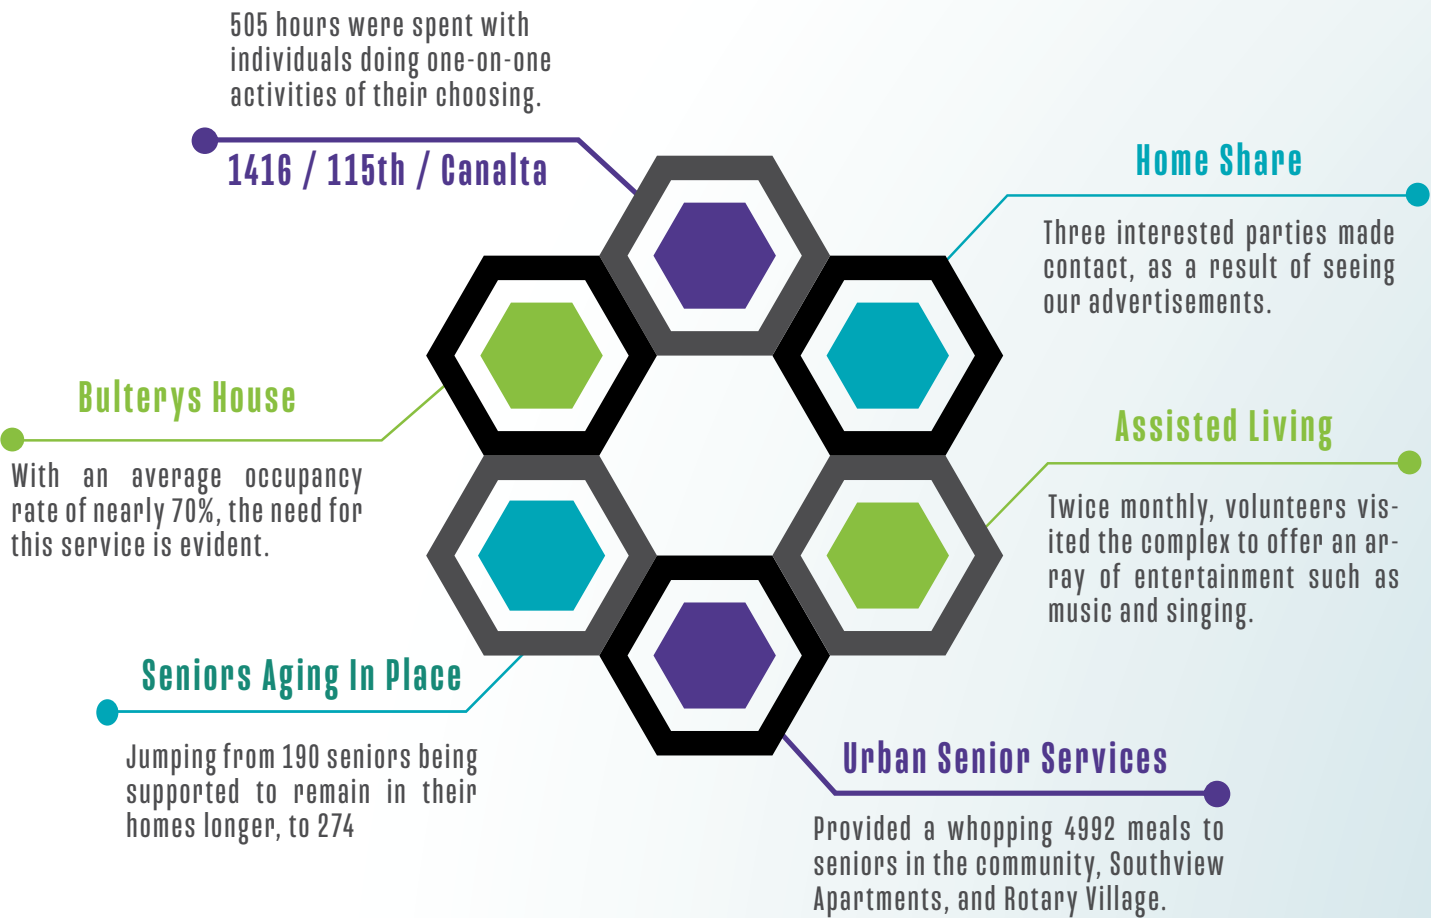 505 hours were spent with
individuals doing one-on-one
activities of their choosing.
1416 / 115th / Canalta
Home Share
Three interested parties made
contact, as a result of seeing
our advertisements.
Bulterys House
With an average occupancy
rate of nearly 70%, the need for
this service is evident.
Assisted Living
Twice monthly, volunteers vis-
ited the complex to offer an ar-
ray of entertainment such as
music and singing.
Seniors Aging In Place
Jumping from 190 seniors being
supported to remain in their
homes longer, to 274
Urban Senior Services
Provided a whopping 4992 meals to
seniors in the community, Southview
Apartments, and Rotary Village.